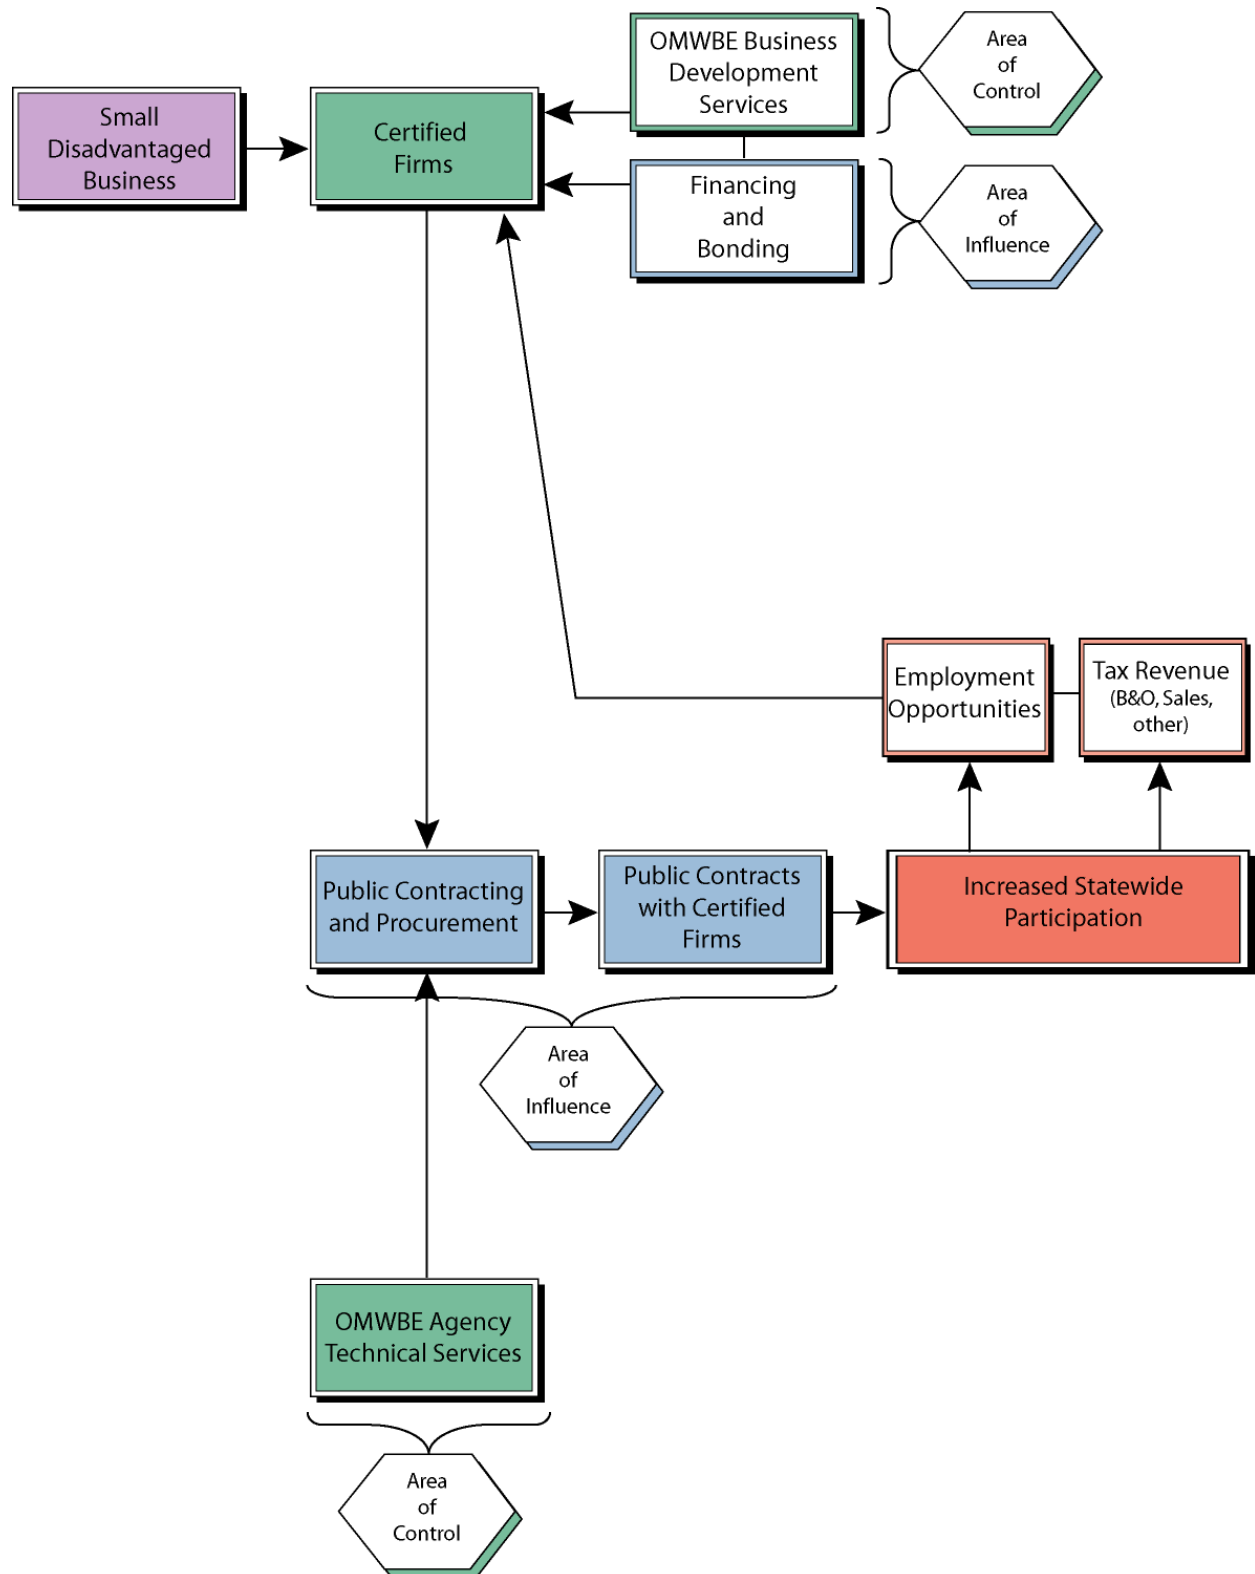 OMWBE Business
Development
Services
Area
of
Control
Small
Disadvantaged
Business
Certified
Firms
Financing
and
Bonding
Area
of
Influence
Employment
Opportunities
Tax Revenue
(B&O, Sales,
other)
Public Contracting
and Procurement
Public Contracts
with Certified
Firms
Increased Statewide
Participation
Area
of
Influence
OMWBE Agency
Technical Services
Area
of
Control